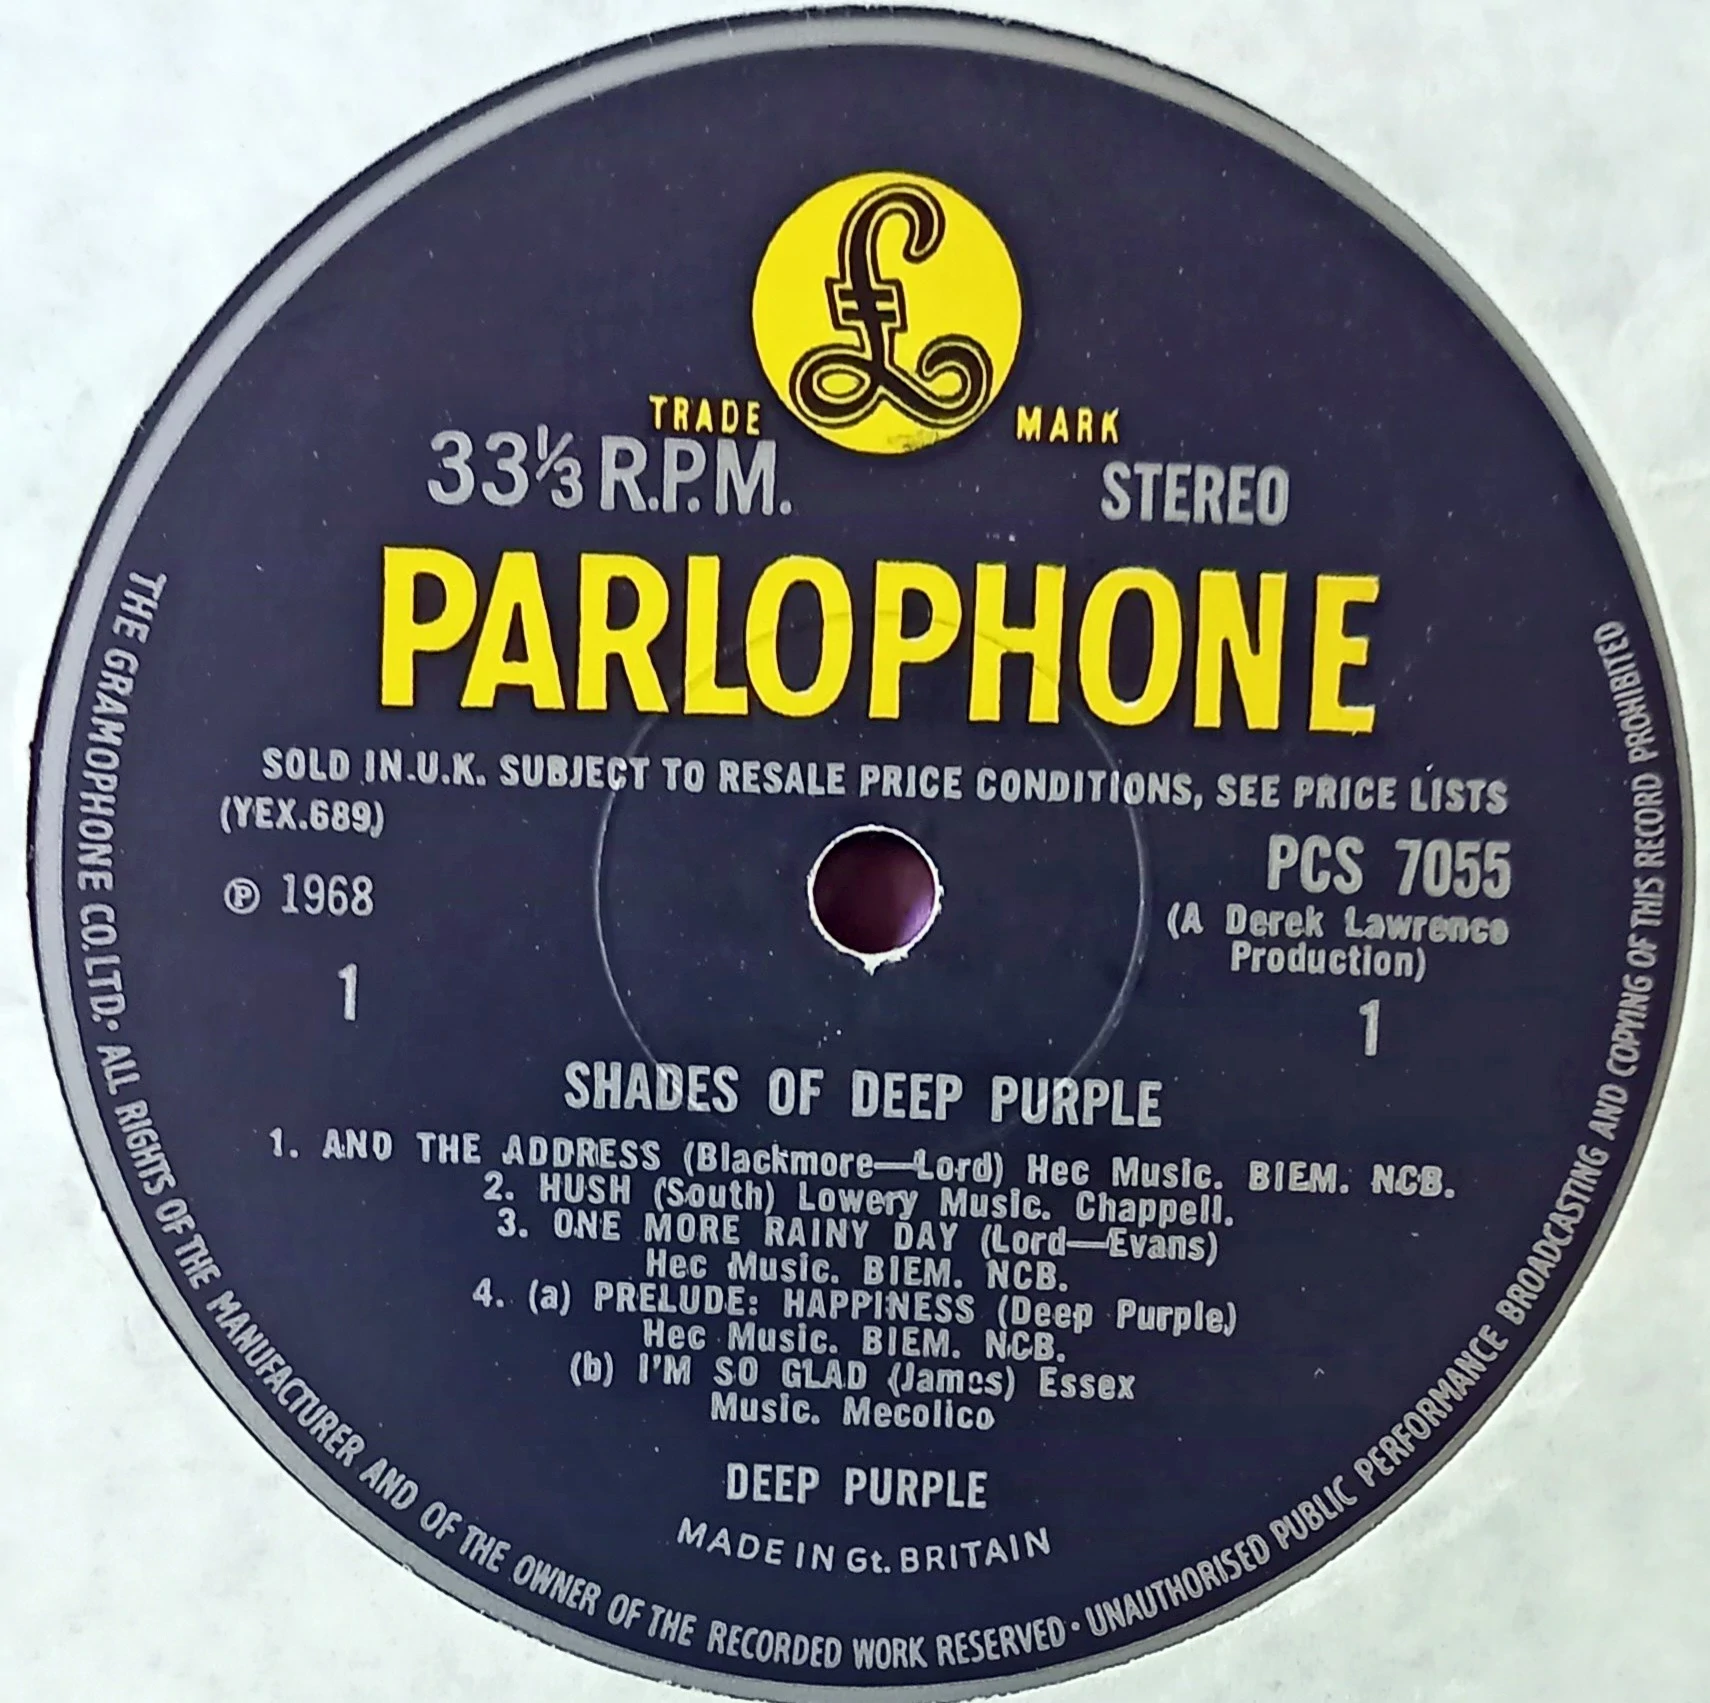 £
TRADE MARK
33⅓ R.P.M. STEREO
PARLOPHONE
SOLD IN U.K. SUBJECT TO RESALE PRICE CONDITIONS, SEE PRICE LISTS
(YEX.689) PCS 7055
℗ 1968 (A Derek Lawrence
Production)
1 1
SHADES OF DEEP PURPLE
1. AND THE ADDRESS (Blackmore—Lord) Hec Music. BIEM. NCB.
2. HUSH (South) Lowery Music. Chappell.
3. ONE MORE RAINY DAY (Lord—Evans)
Hec Music. BIEM. NCB.
4. (a) PRELUDE: HAPPINESS (Deep Purple)
Hec Music. BIEM. NCB.
(b) I'M SO GLAD (James) Essex
Music. Mecolico
DEEP PURPLE
MADE IN Gt. BRITAIN
THE GRAMOPHONE CO. LTD. • ALL RIGHTS OF THE MANUFACTURER AND OF THE OWNER OF THE RECORDED WORK RESERVED • UNAUTHORISED PUBLIC PERFORMANCE BROADCASTING AND COPYING OF THIS RECORD PROHIBITED